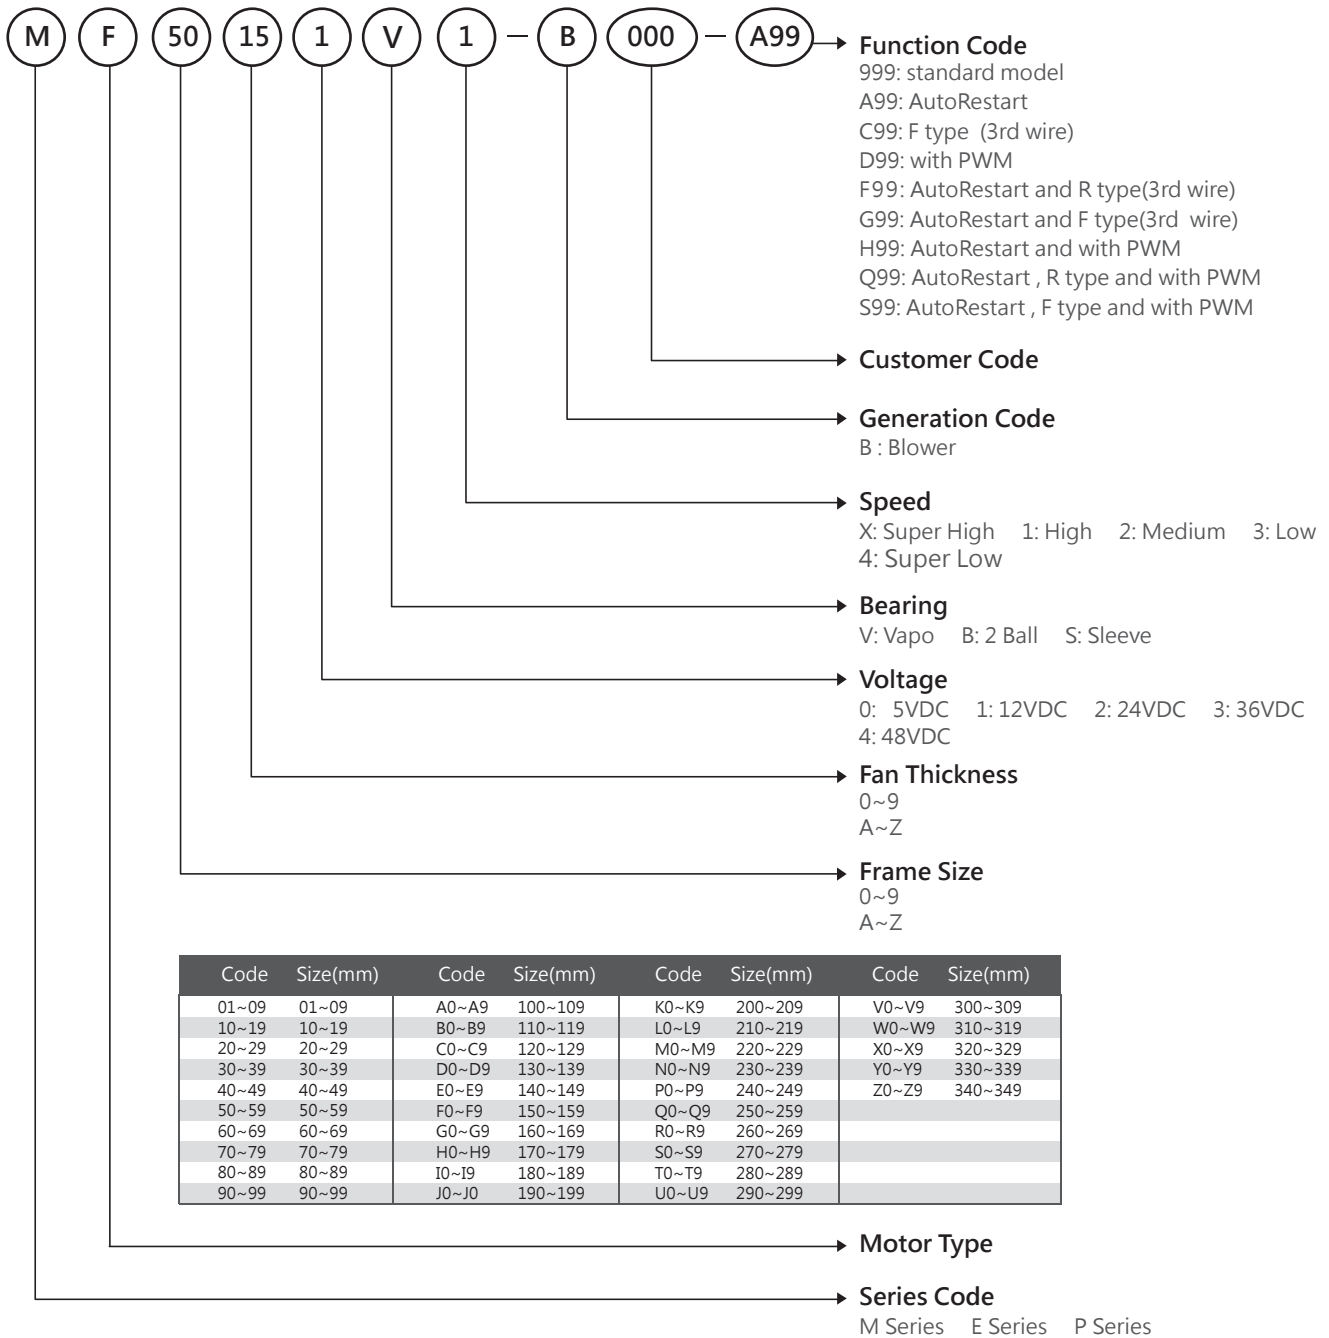 M F 50 15 1 V 1 – B 000 – A99
Function Code
999: standard model
A99: AutoRestart
C99: F type (3rd wire)
D99: with PWM
F99: AutoRestart and R type(3rd wire)
G99: AutoRestart and F type(3rd wire)
H99: AutoRestart and with PWM
Q99: AutoRestart , R type and with PWM
S99: AutoRestart , F type and with PWM
Customer Code
Generation Code
B : Blower
Speed
X: Super High 1: High 2: Medium 3: Low
4: Super Low
Bearing
V: Vapo B: 2 Ball S: Sleeve
Voltage
0: 5VDC 1: 12VDC 2: 24VDC 3: 36VDC
4: 48VDC
Fan Thickness
0~9
A~Z
Frame Size
0~9
A~Z
Code Size(mm) Code Size(mm) Code Size(mm) Code Size(mm)
01~09 01~09 A0~A9 100~109 K0~K9 200~209 V0~V9 300~309
10~19 10~19 B0~B9 110~119 L0~L9 210~219 W0~W9 310~319
20~29 20~29 C0~C9 120~129 M0~M9 220~229 X0~X9 320~329
30~39 30~39 D0~D9 130~139 N0~N9 230~239 Y0~Y9 330~339
40~49 40~49 E0~E9 140~149 P0~P9 240~249 Z0~Z9 340~349
50~59 50~59 F0~F9 150~159 Q0~Q9 250~259
60~69 60~69 G0~G9 160~169 R0~R9 260~269
70~79 70~79 H0~H9 170~179 S0~S9 270~279
80~89 80~89 I0~I9 180~189 T0~T9 280~289
90~99 90~99 J0~J0 190~199 U0~U9 290~299
Motor Type
Series Code
M Series E Series P Series